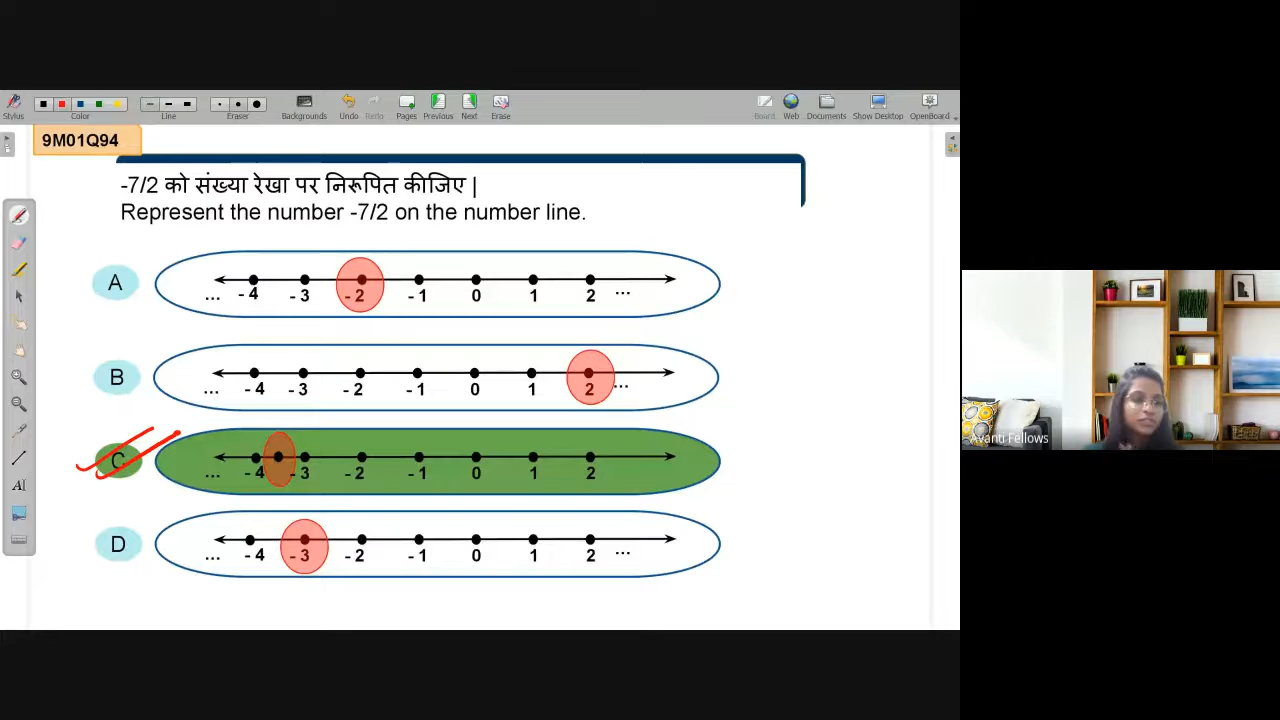 Stylus Color Line Eraser Backgrounds Undo Redo Pages Previous Next Erase Board Web Documents Show Desktop OpenBoard
9M01Q94
-7/2 को संख्या रेखा पर निरूपित कीजिए |
Represent the number -7/2 on the number line.
A
... - 4 - 3 - 2 - 1 0 1 2 ...
B
... - 4 - 3 - 2 - 1 0 1 2 ...
C
... - 4 - 3 - 2 - 1 0 1 2
D
... - 4 - 3 - 2 - 1 0 1 2 ...
AI
Avanti Fellows